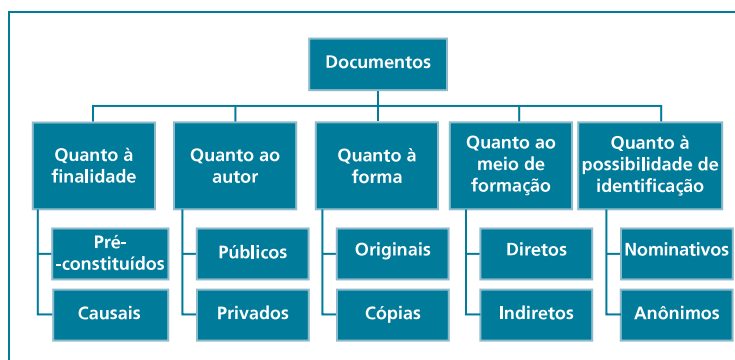 Documentos
Quanto à
finalidade
Quanto ao
autor
Quanto à
forma
Quanto ao
meio de
formação
Quanto à
possibilidade de
identificação
Pré-
-constituídos
Públicos
Originais
Diretos
Nominativos
Causais
Privados
Cópias
Indiretos
Anônimos